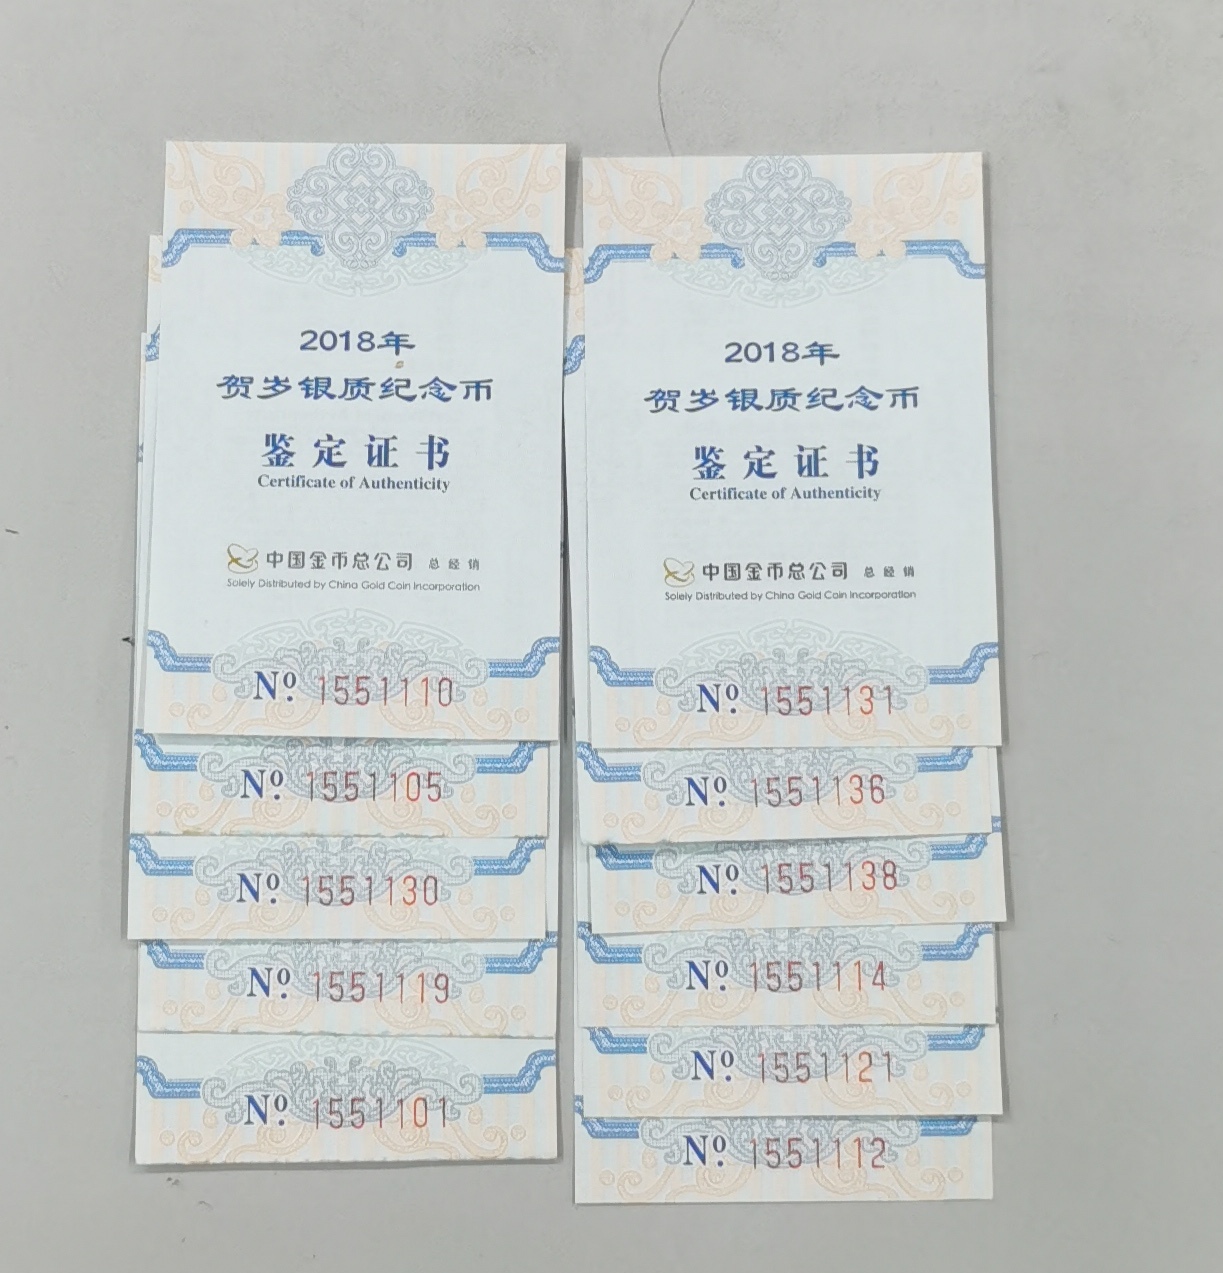 2018年
贺岁银质纪念币
鉴定证书
Certificate of Authenticity
中国金币总公司 总经销
Solely Distributed by China Gold Coin Incorporation
Nº. 1551110
Nº. 1551105
Nº. 1551130
Nº. 1551119
Nº. 1551101
2018年
贺岁银质纪念币
鉴定证书
Certificate of Authenticity
中国金币总公司 总经销
Solely Distributed by China Gold Coin Incorporation
Nº. 1551131
Nº. 1551136
Nº. 1551138
Nº. 1551114
Nº. 1551121
Nº. 1551112